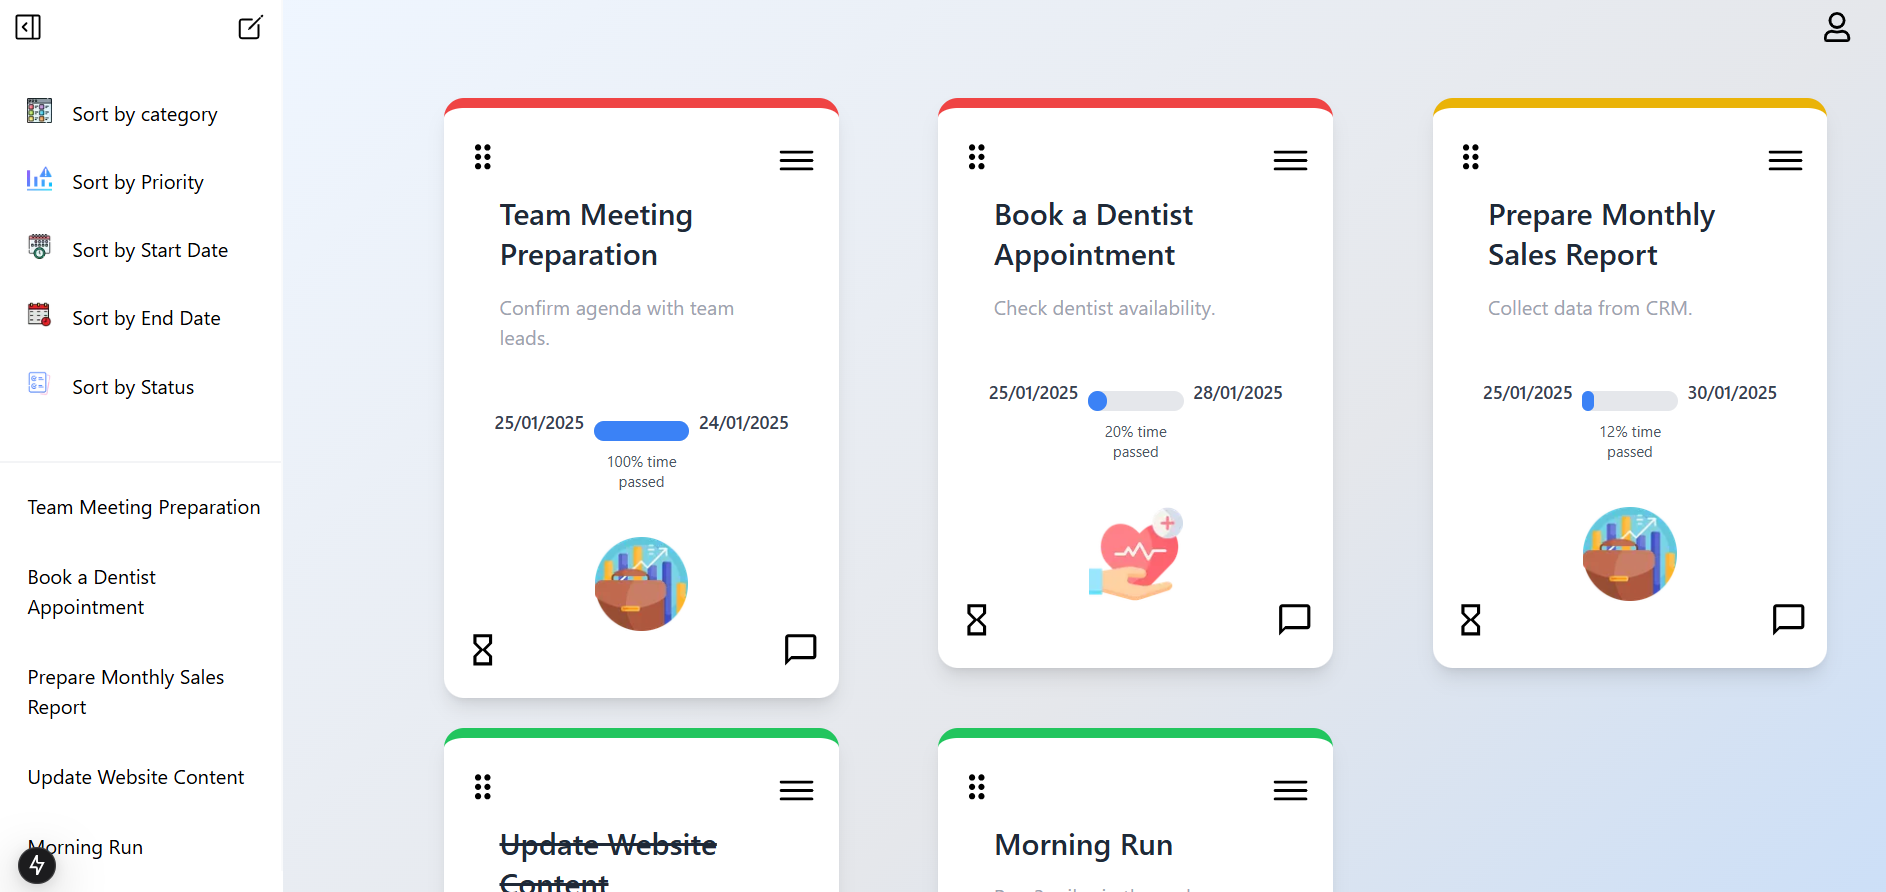 Sort by category
Sort by Priority
Sort by Start Date
Sort by End Date
Sort by Status
Team Meeting Preparation
Book a Dentist
Appointment
Prepare Monthly Sales
Report
Update Website Content
Morning Run
Team Meeting
Preparation
Confirm agenda with team
leads.
25/01/2025
24/01/2025
100% time
passed
Book a Dentist
Appointment
Check dentist availability.
25/01/2025
28/01/2025
20% time
passed
Prepare Monthly
Sales Report
Collect data from CRM.
25/01/2025
30/01/2025
12% time
passed
Update Website
Content
Morning Run